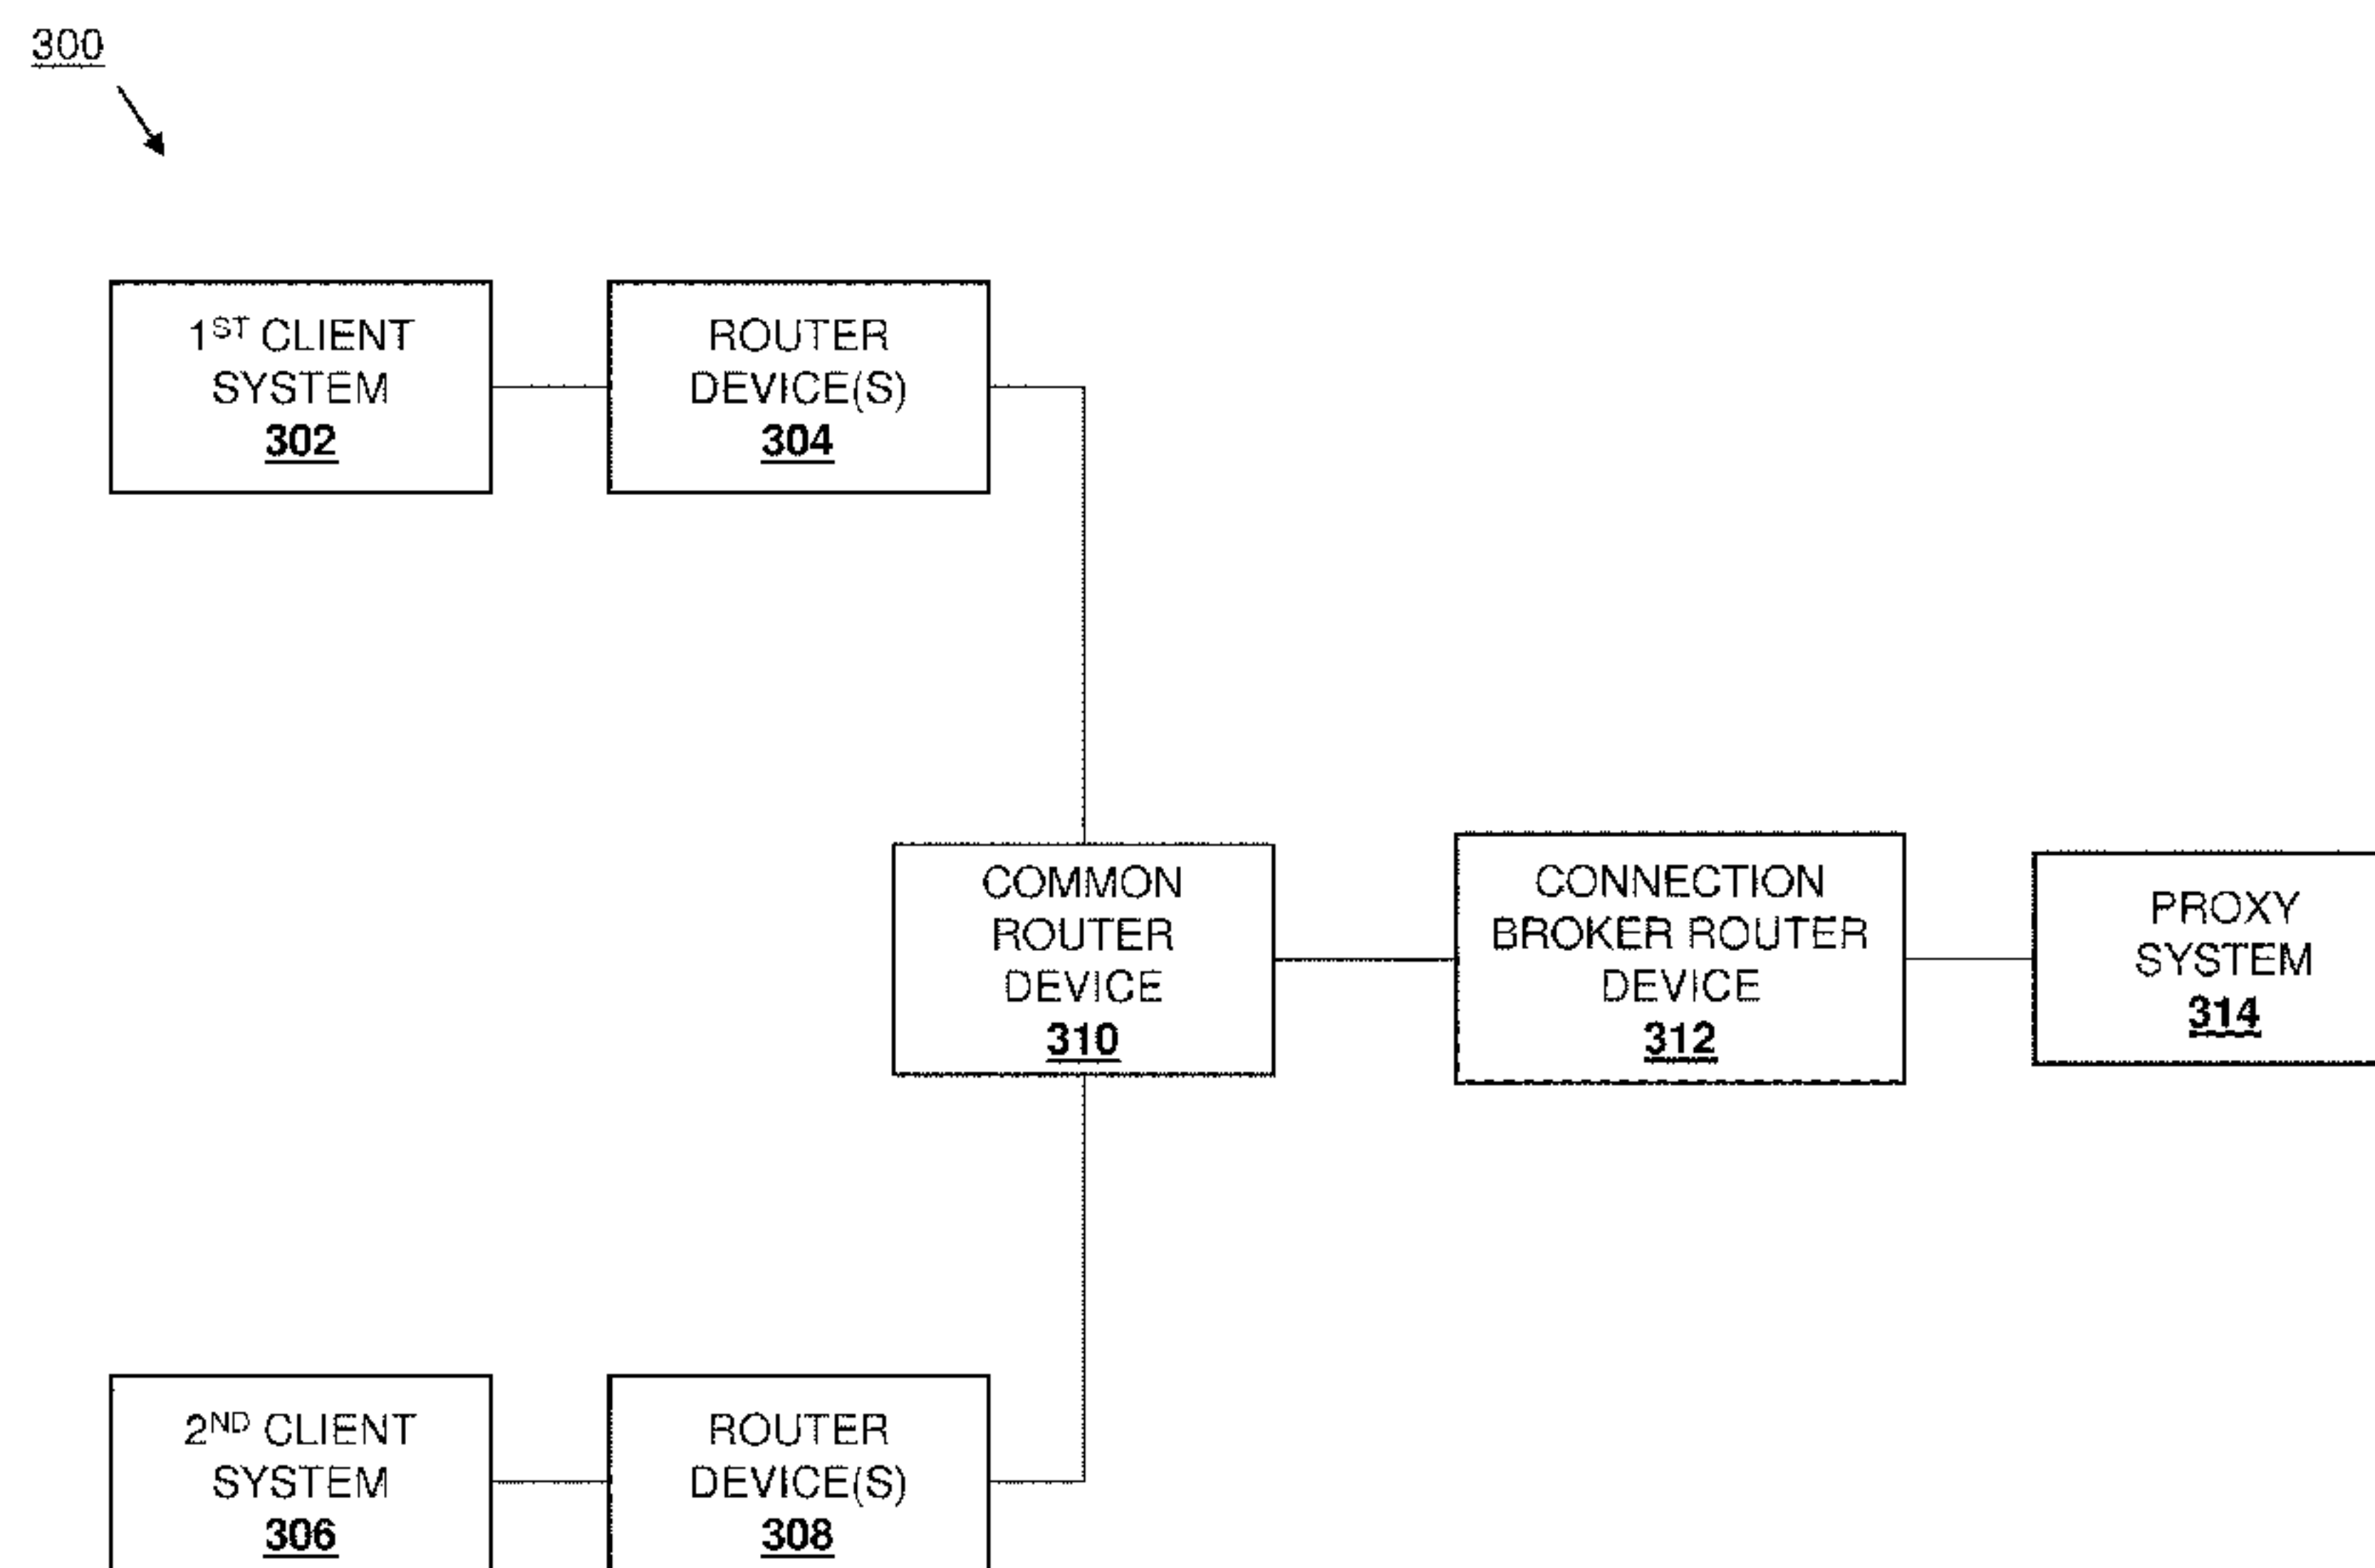 300
1ST CLIENT
SYSTEM
302
ROUTER
DEVICE(S)
304
COMMON
ROUTER
DEVICE
310
CONNECTION
BROKER ROUTER
DEVICE
312
PROXY
SYSTEM
314
2ND CLIENT
SYSTEM
306
ROUTER
DEVICE(S)
308